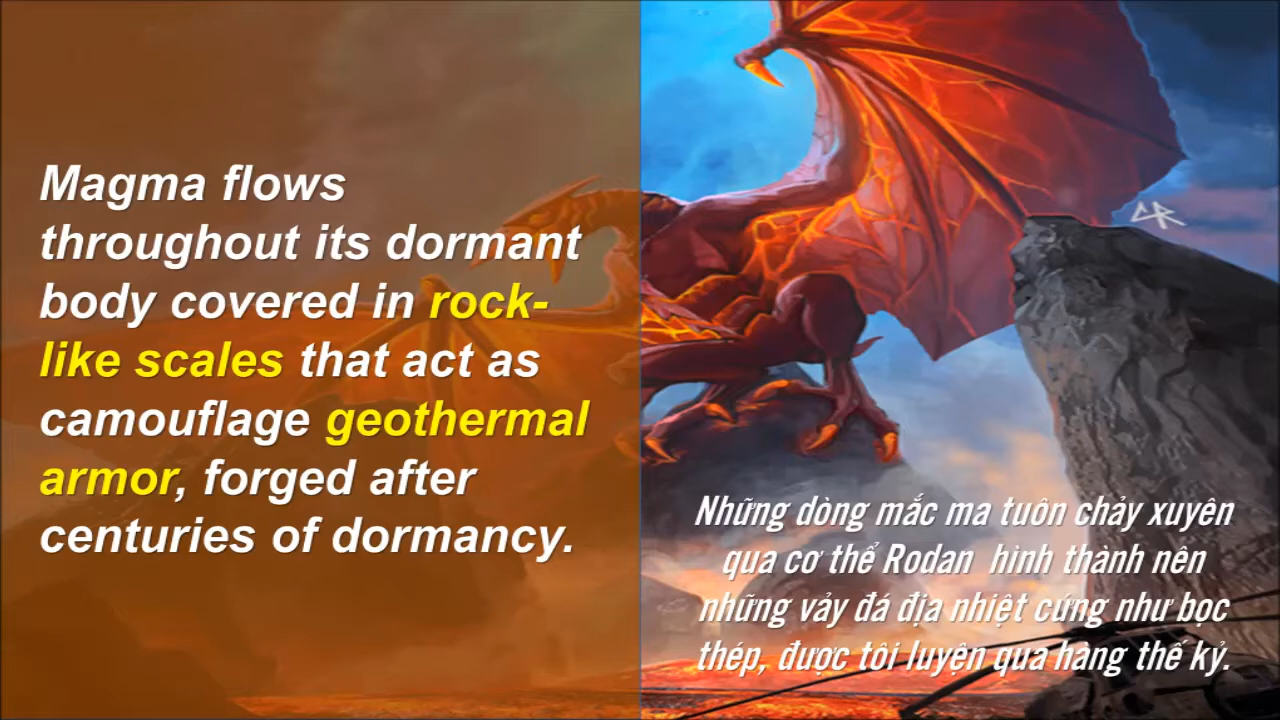 Magma flows
throughout its dormant
body covered in rock-
like scales that act as
camouflage geothermal
armor, forged after
centuries of dormancy.
CR
Những dòng mắc ma tuôn chảy xuyên
qua cơ thể Rodan hình thành nên
những vảy đá địa nhiệt cứng như bọc
thép, được tôi luyện qua hàng thế kỷ.